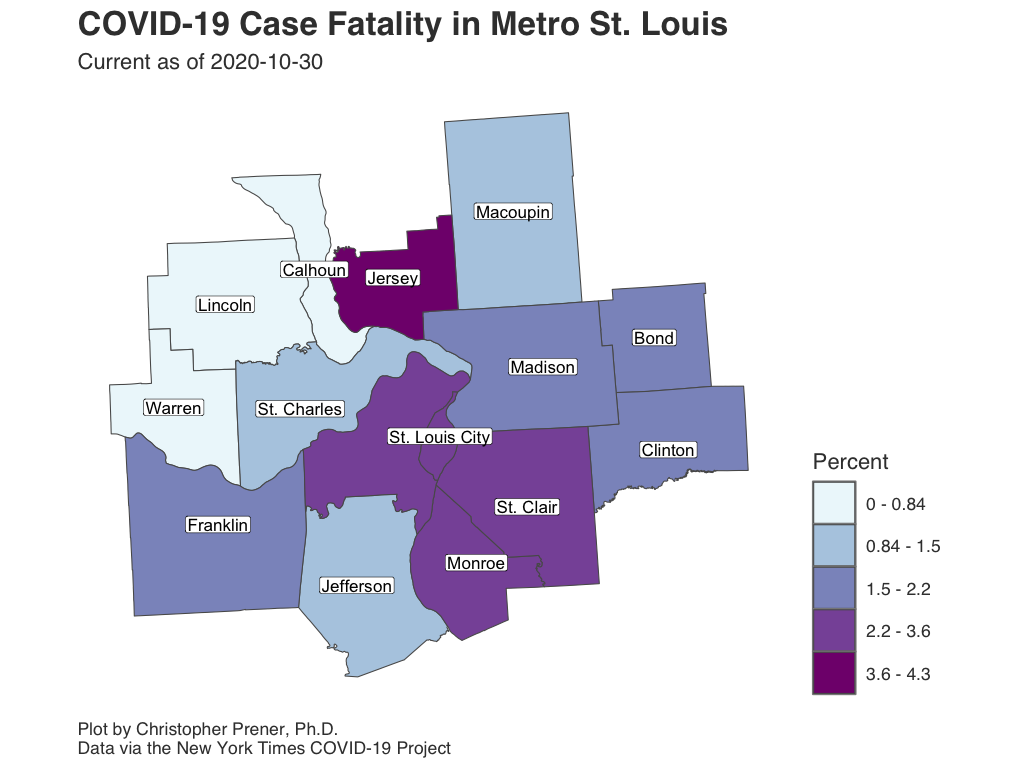 COVID-19 Case Fatality in Metro St. Louis
Current as of 2020-10-30
Macoupin
Calhoun
Jersey
Lincoln
Bond
Madison
Warren
St. Charles
St. Louis City
Clinton
Percent
0 - 0.84
St. Clair
Franklin
0.84 - 1.5
Monroe
Jefferson
1.5 - 2.2
2.2 - 3.6
3.6 - 4.3
Plot by Christopher Prener, Ph.D.
Data via the New York Times COVID-19 Project